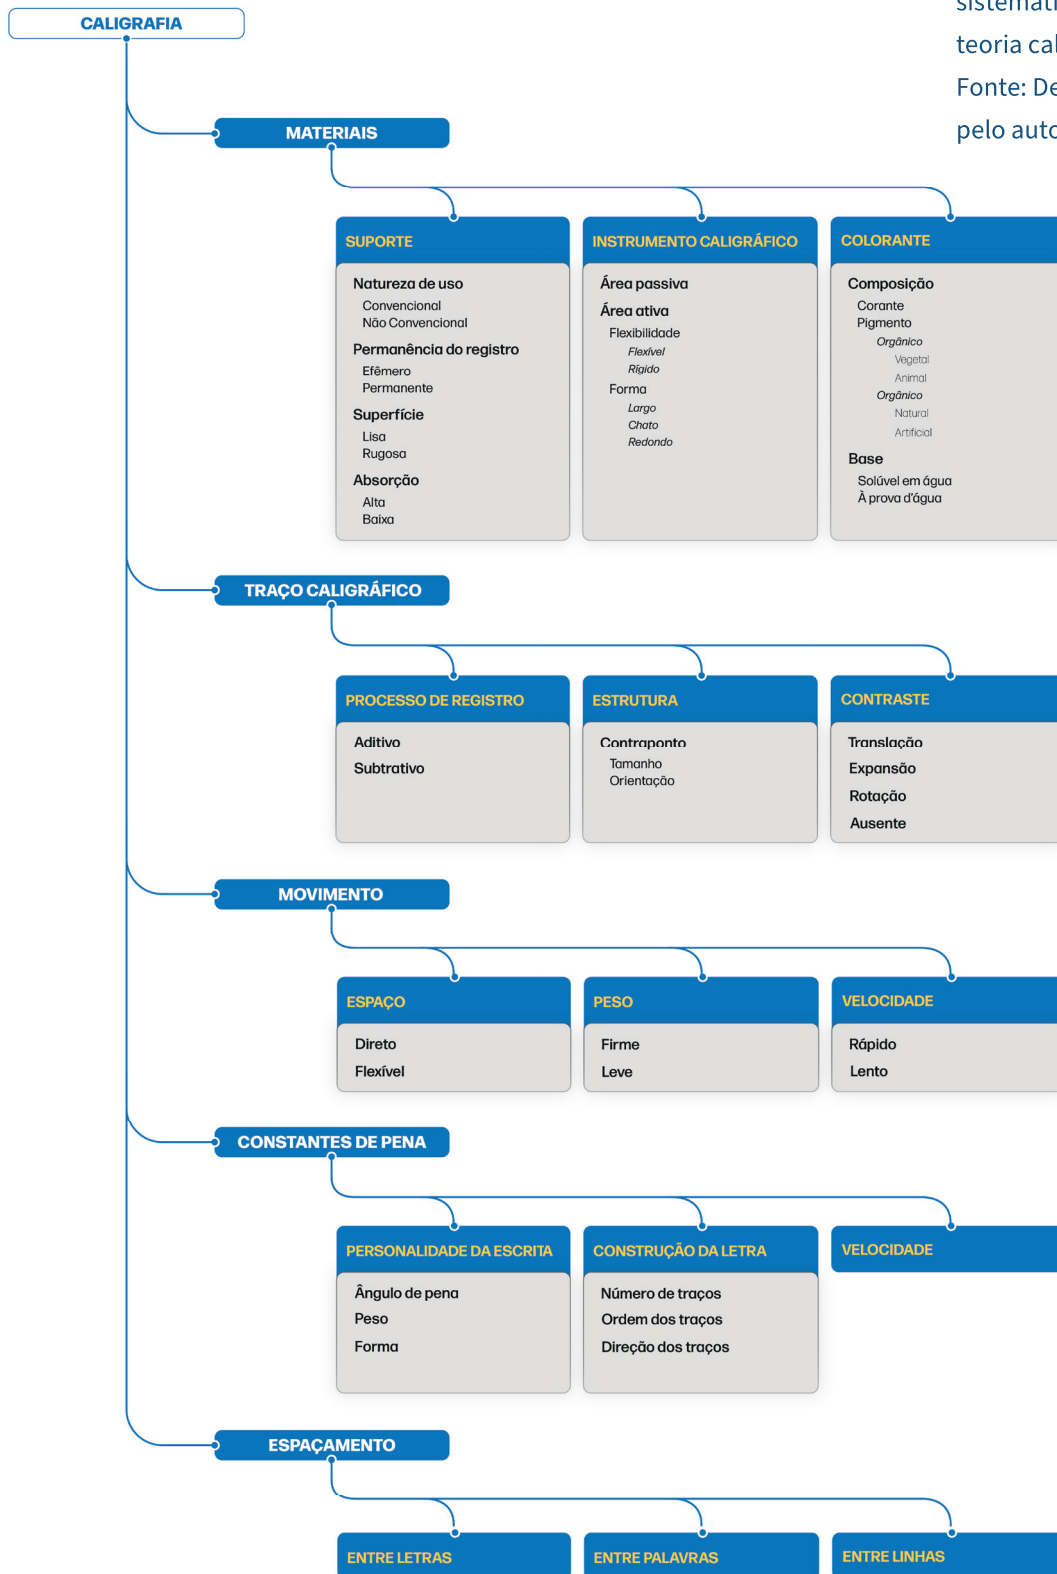 CALIGRAFIA
teoria
Fonte:
pelo
MATERIAIS
SUPORTE
Natureza de uso
Convencional
Não Convencional
Permanência do registro
Efêmero
Permanente
Superfície
Lisa
Rugosa
Absorção
Alta
Baixa
INSTRUMENTO CALIGRÁFICO
Área passiva
Área ativa
Flexibilidade
Flexível
Rígido
Forma
Largo
Chato
Redondo
COLORANTE
Composição
Corante
Pigmento
Orgânico
Vegetal
Animal
Orgânico
Natural
Artificial
Base
Solúvel em água
À prova d'água
TRAÇO CALIGRÁFICO
PROCESSO DE REGISTRO
Aditivo
Subtrativo
ESTRUTURA
Contraponto
Tamanho
Orientação
CONTRASTE
Translação
Expansão
Rotação
Ausente
MOVIMENTO
ESPAÇO
Direto
Flexível
PESO
Firme
Leve
VELOCIDADE
Rápido
Lento
CONSTANTES DE PENA
PERSONALIDADE DA ESCRITA
Ângulo de pena
Peso
Forma
CONSTRUÇÃO DA LETRA
Número de traços
Ordem dos traços
Direção dos traços
VELOCIDADE
ESPAÇAMENTO
ENTRE LETRAS
ENTRE PALAVRAS
ENTRE LINHAS